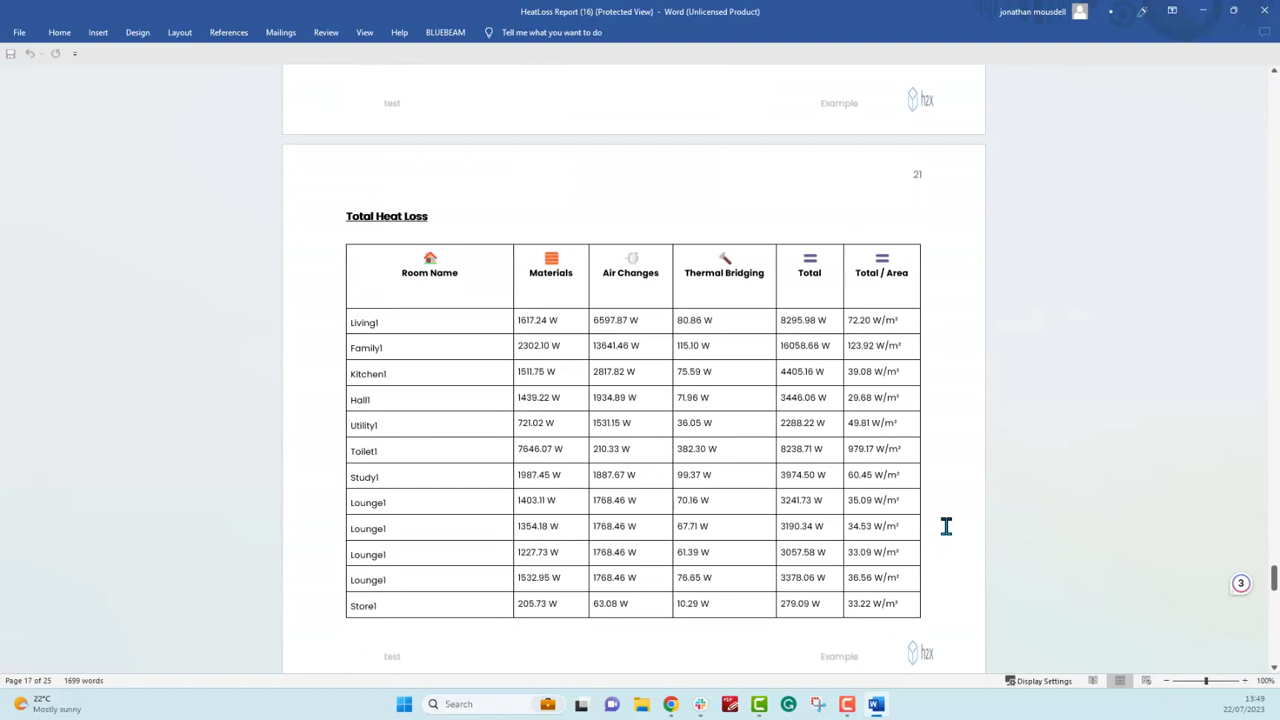 HeatLoss Report (16) (Protected View) - Word (Unlicensed Product)
jonathan mousdell
File Home Insert Design Layout References Mailings Review View Help BLUEBEAM Tell me what you want to do
test Example h2x
21
Total Heat Loss
Room Name Materials Air Changes Thermal Bridging Total Total / Area
Living1 1617.24 W 6597.87 W 80.86 W 8295.98 W 72.20 W/m²
Family1 2302.10 W 13641.46 W 115.10 W 16058.66 W 123.92 W/m²
Kitchen1 1511.75 W 2817.82 W 75.59 W 4405.16 W 39.08 W/m²
Hall1 1439.22 W 1934.89 W 71.96 W 3446.06 W 29.68 W/m²
Utility1 721.02 W 1531.15 W 36.05 W 2288.22 W 49.81 W/m²
Toilet1 7646.07 W 210.33 W 382.30 W 8238.71 W 979.17 W/m²
Study1 1987.45 W 1887.67 W 99.37 W 3974.50 W 60.45 W/m²
Lounge1 1403.11 W 1768.46 W 70.16 W 3241.73 W 35.09 W/m²
Lounge1 1354.18 W 1768.46 W 67.71 W 3190.34 W 34.53 W/m²
Lounge1 1227.73 W 1768.46 W 61.39 W 3057.58 W 33.09 W/m²
Lounge1 1532.95 W 1768.46 W 76.65 W 3378.06 W 36.56 W/m²
Store1 205.73 W 63.08 W 10.29 W 279.09 W 33.22 W/m²
3
test Example h2x
Page 17 of 25 1699 words Display Settings 100%
22°C
Mostly sunny
Search
13:49
22/07/2023